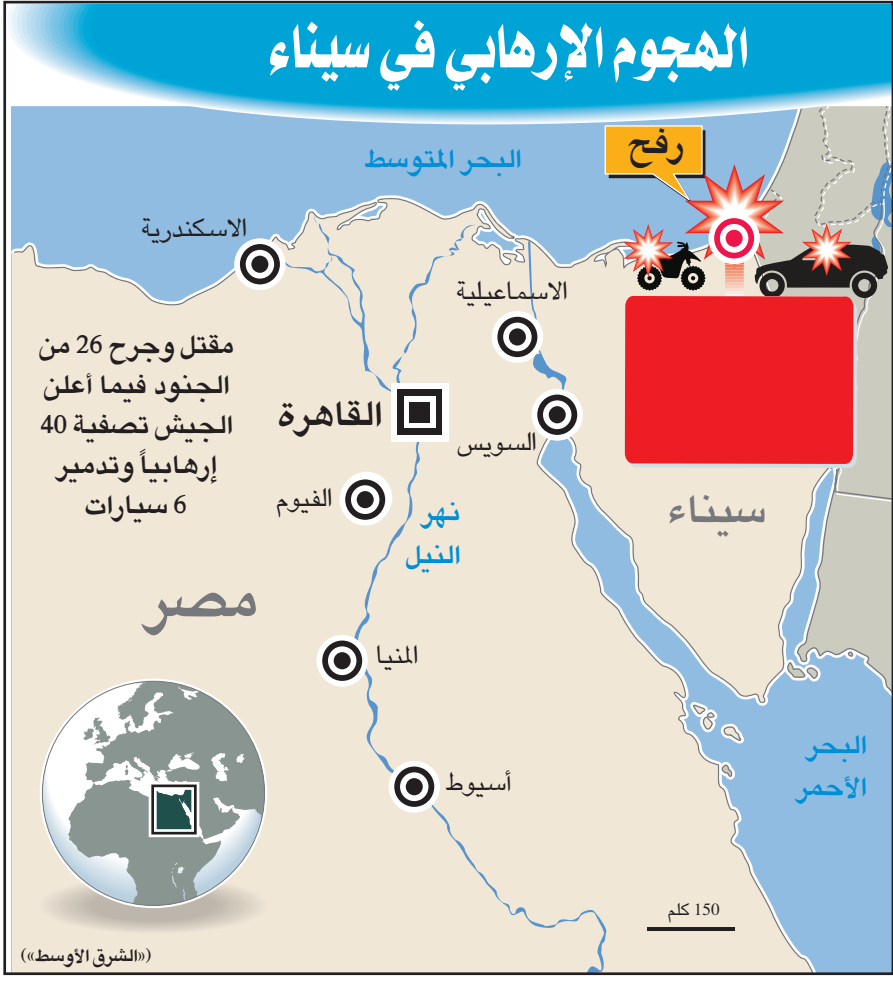 الهجوم الإرهابي في سيناء
البحر المتوسط
رفح
الاسكندرية
الاسماعيلية
مقتل وجرح 26 من
الجنود فيما أعلن
الجيش تصفية 40
إرهابياً وتدمير
6 سيارات
القاهرة
السويس
الفيوم
نهر
النيل
سيناء
مصر
المنيا
البحر
الأحمر
أسيوط
150 كلم
(«الشرق الأوسط»)